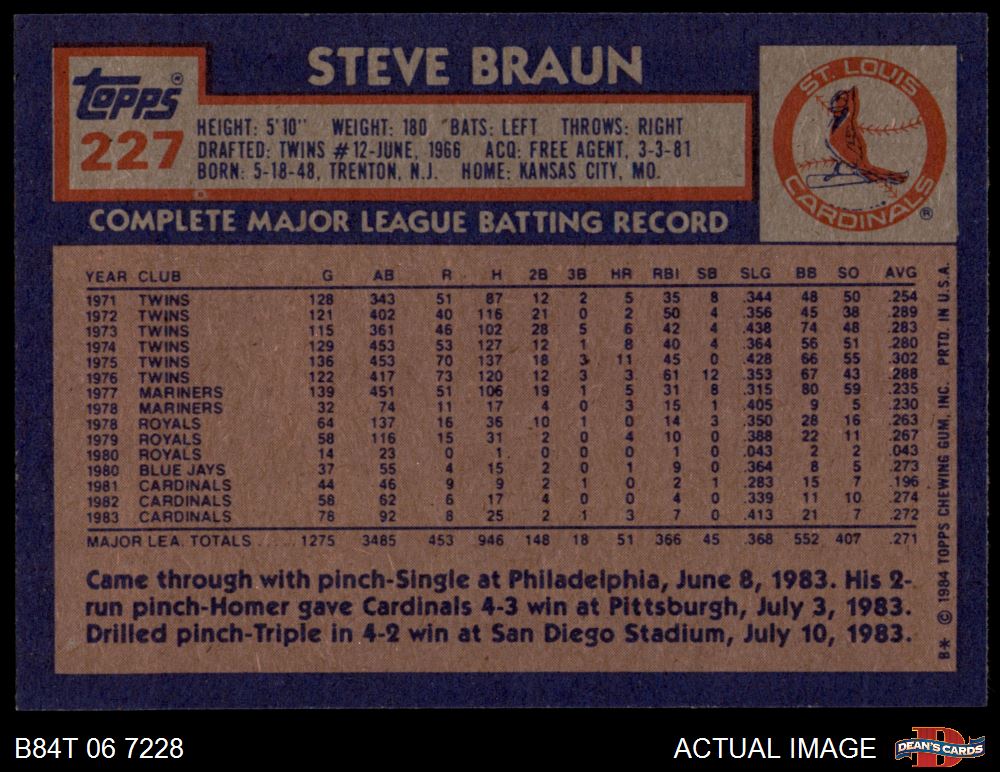 STEVE BRAUN
Topps®
227
HEIGHT: 5'10" WEIGHT: 180 BATS: LEFT THROWS: RIGHT
DRAFTED: TWINS #12-JUNE, 1966 ACQ: FREE AGENT, 3-3-81
BORN: 5-18-48, TRENTON, N.J. HOME: KANSAS CITY, MO.
D
ST. LOUIS
CARDINALS®
COMPLETE MAJOR LEAGUE BATTING RECORD
YEAR CLUB G AB R H 2B 3B HR RBI SB SLG BB SO AVG
1971 TWINS 128 343 51 87 12 2 5 35 8 .344 48 50 .254
1972 TWINS 121 402 40 116 21 0 2 50 4 .356 45 38 .289
1973 TWINS 115 361 46 102 28 5 6 42 4 .438 74 48 .283
1974 TWINS 129 453 53 127 12 1 8 40 4 .364 56 51 .280
1975 TWINS 136 453 70 137 18 3 11 45 0 .428 66 55 .302
1976 TWINS 122 417 73 120 12 3 3 61 12 .353 67 43 .288
1977 MARINERS 139 451 51 106 19 1 5 31 8 .315 80 59 .235
1978 MARINERS 32 74 11 17 4 0 3 15 1 .405 9 5 .230
1978 ROYALS 64 137 16 36 10 1 0 14 3 .350 28 16 .263
1979 ROYALS 58 116 15 31 2 0 4 10 0 .388 22 11 .267
1980 ROYALS 14 23 0 1 0 0 0 1 0 .043 2 2 .043
1980 BLUE JAYS 37 55 4 15 2 0 1 9 0 .364 8 5 .273
1981 CARDINALS 44 46 9 9 2 1 0 2 1 .283 15 7 .196
1982 CARDINALS 58 62 6 17 4 0 0 4 0 .339 11 10 .274
1983 CARDINALS 78 92 8 25 2 1 3 7 0 .413 21 7 .272
MAJOR LEA. TOTALS ..... 1275 3485 453 946 148 18 51 366 45 .368 552 407 .271
Came through with pinch-Single at Philadelphia, June 8, 1983. His 2-
run pinch-Homer gave Cardinals 4-3 win at Pittsburgh, July 3, 1983.
Drilled pinch-Triple in 4-2 win at San Diego Stadium, July 10, 1983.
B* © 1984 TOPPS CHEWING GUM, INC. PRTD. IN U.S.A.
B84T 06 7228
ACTUAL IMAGE
D
DEAN'S CARDS